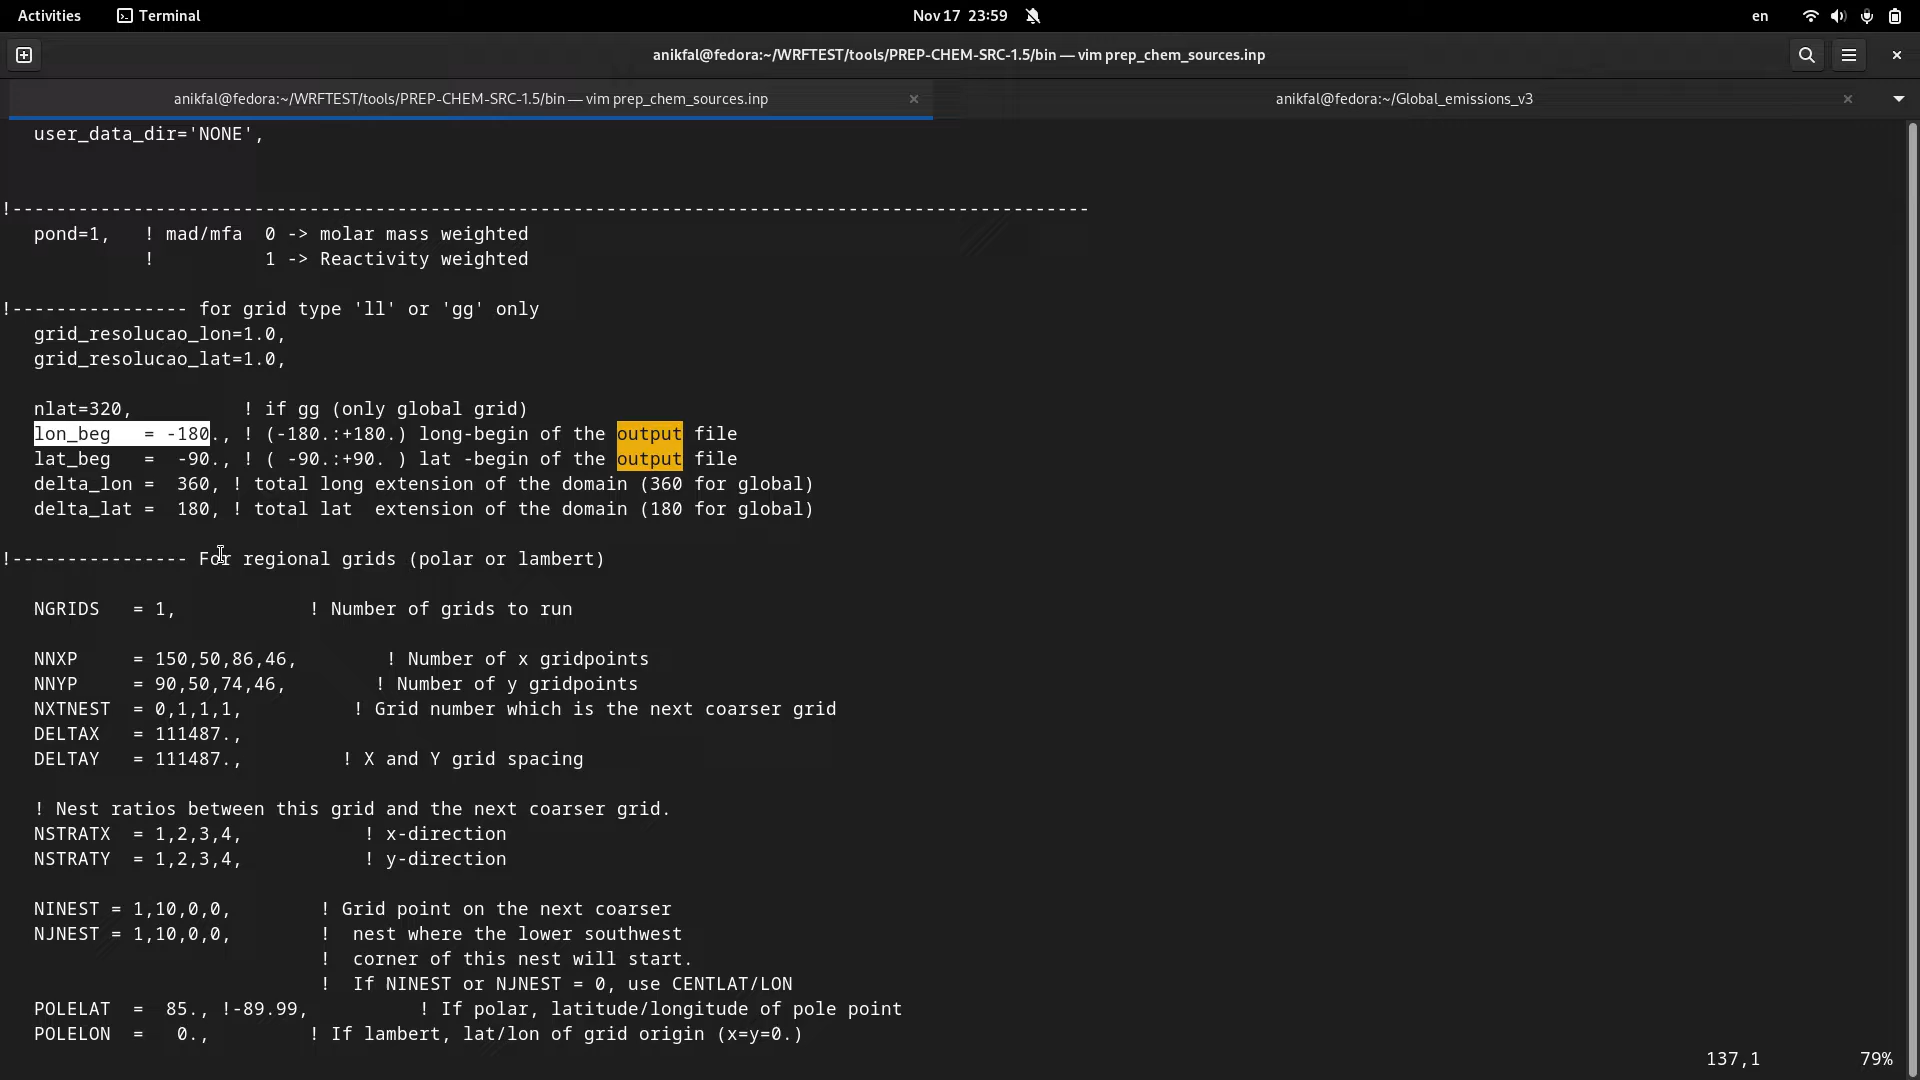 Activities
Terminal
Nov 17 23:59
en
anikfal@fedora:~/WRFTEST/tools/PREP-CHEM-SRC-1.5/bin — vim prep_chem_sources.inp
anikfal@fedora:~/WRFTEST/tools/PREP-CHEM-SRC-1.5/bin — vim prep_chem_sources.inp
anikfal@fedora:~/Global_emissions_v3
user_data_dir='NONE',
!--------------------------------------------------------------------------------------------------
pond=1,   ! mad/mfa  0 -> molar mass weighted
!          1 -> Reactivity weighted
!---------------- for grid type 'll' or 'gg' only
grid_resolucao_lon=1.0,
grid_resolucao_lat=1.0,
nlat=320,          ! if gg (only global grid)
lon_beg   = -180., ! (-180.:+180.) long-begin of the output file
lat_beg   =  -90., ! ( -90.:+90. ) lat -begin of the output file
delta_lon =  360, ! total long extension of the domain (360 for global)
delta_lat =  180, ! total lat  extension of the domain (180 for global)
!---------------- For regional grids (polar or lambert)
NGRIDS   = 1,            ! Number of grids to run
NNXP     = 150,50,86,46,        ! Number of x gridpoints
NNYP     = 90,50,74,46,        ! Number of y gridpoints
NXTNEST  = 0,1,1,1,          ! Grid number which is the next coarser grid
DELTAX   = 111487.,
DELTAY   = 111487.,         ! X and Y grid spacing
! Nest ratios between this grid and the next coarser grid.
NSTRATX  = 1,2,3,4,           ! x-direction
NSTRATY  = 1,2,3,4,           ! y-direction
NINEST = 1,10,0,0,        ! Grid point on the next coarser
NJNEST = 1,10,0,0,        !  nest where the lower southwest
!  corner of this nest will start.
!  If NINEST or NJNEST = 0, use CENTLAT/LON
POLELAT  =  85., !-89.99,          ! If polar, latitude/longitude of pole point
POLELON  =   0.,         ! If lambert, lat/lon of grid origin (x=y=0.)
137,1         79%